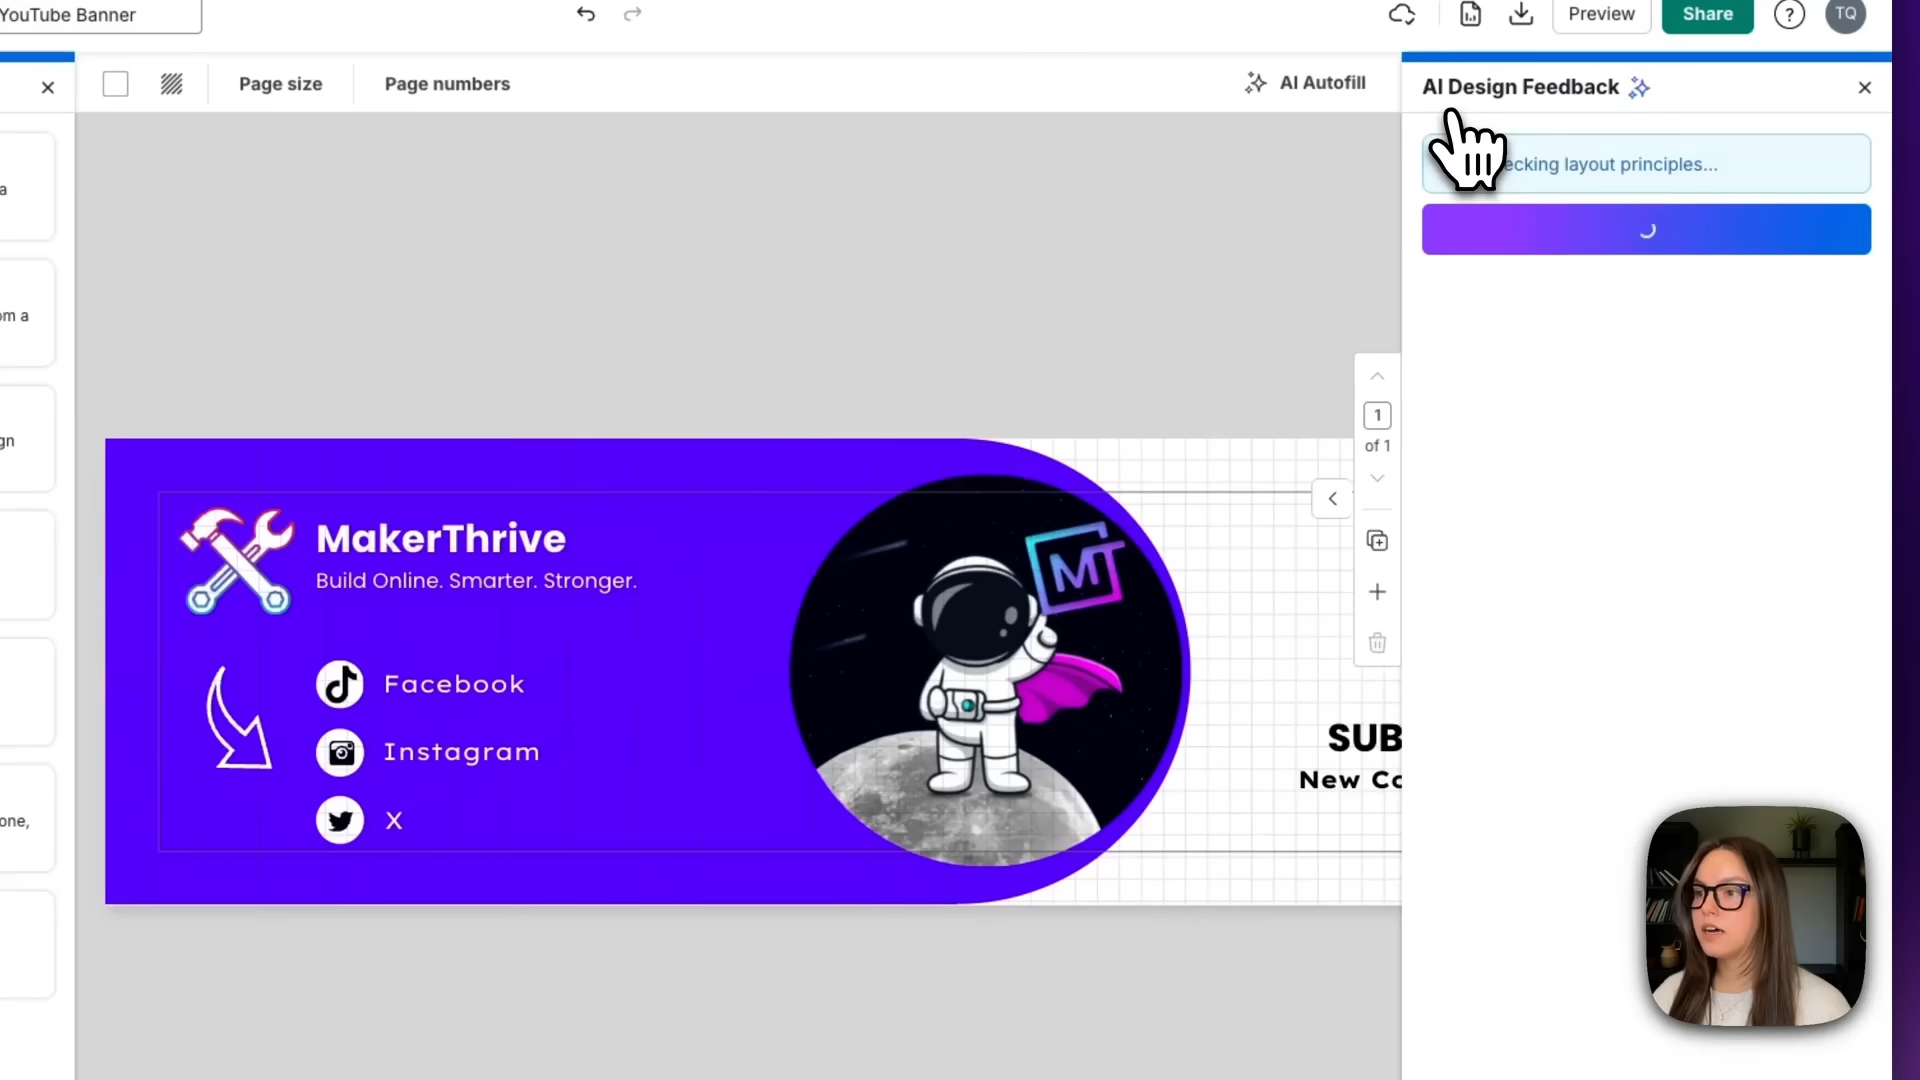 YouTube Banner
Preview
Share
?
TQ
Page size
Page numbers
AI Autofill
AI Design Feedback
ecking layout principles...
a
om a
gn
one,
1
of 1
MakerThrive
Build Online. Smarter. Stronger.
MT
Facebook
Instagram
X
SUB
New Co